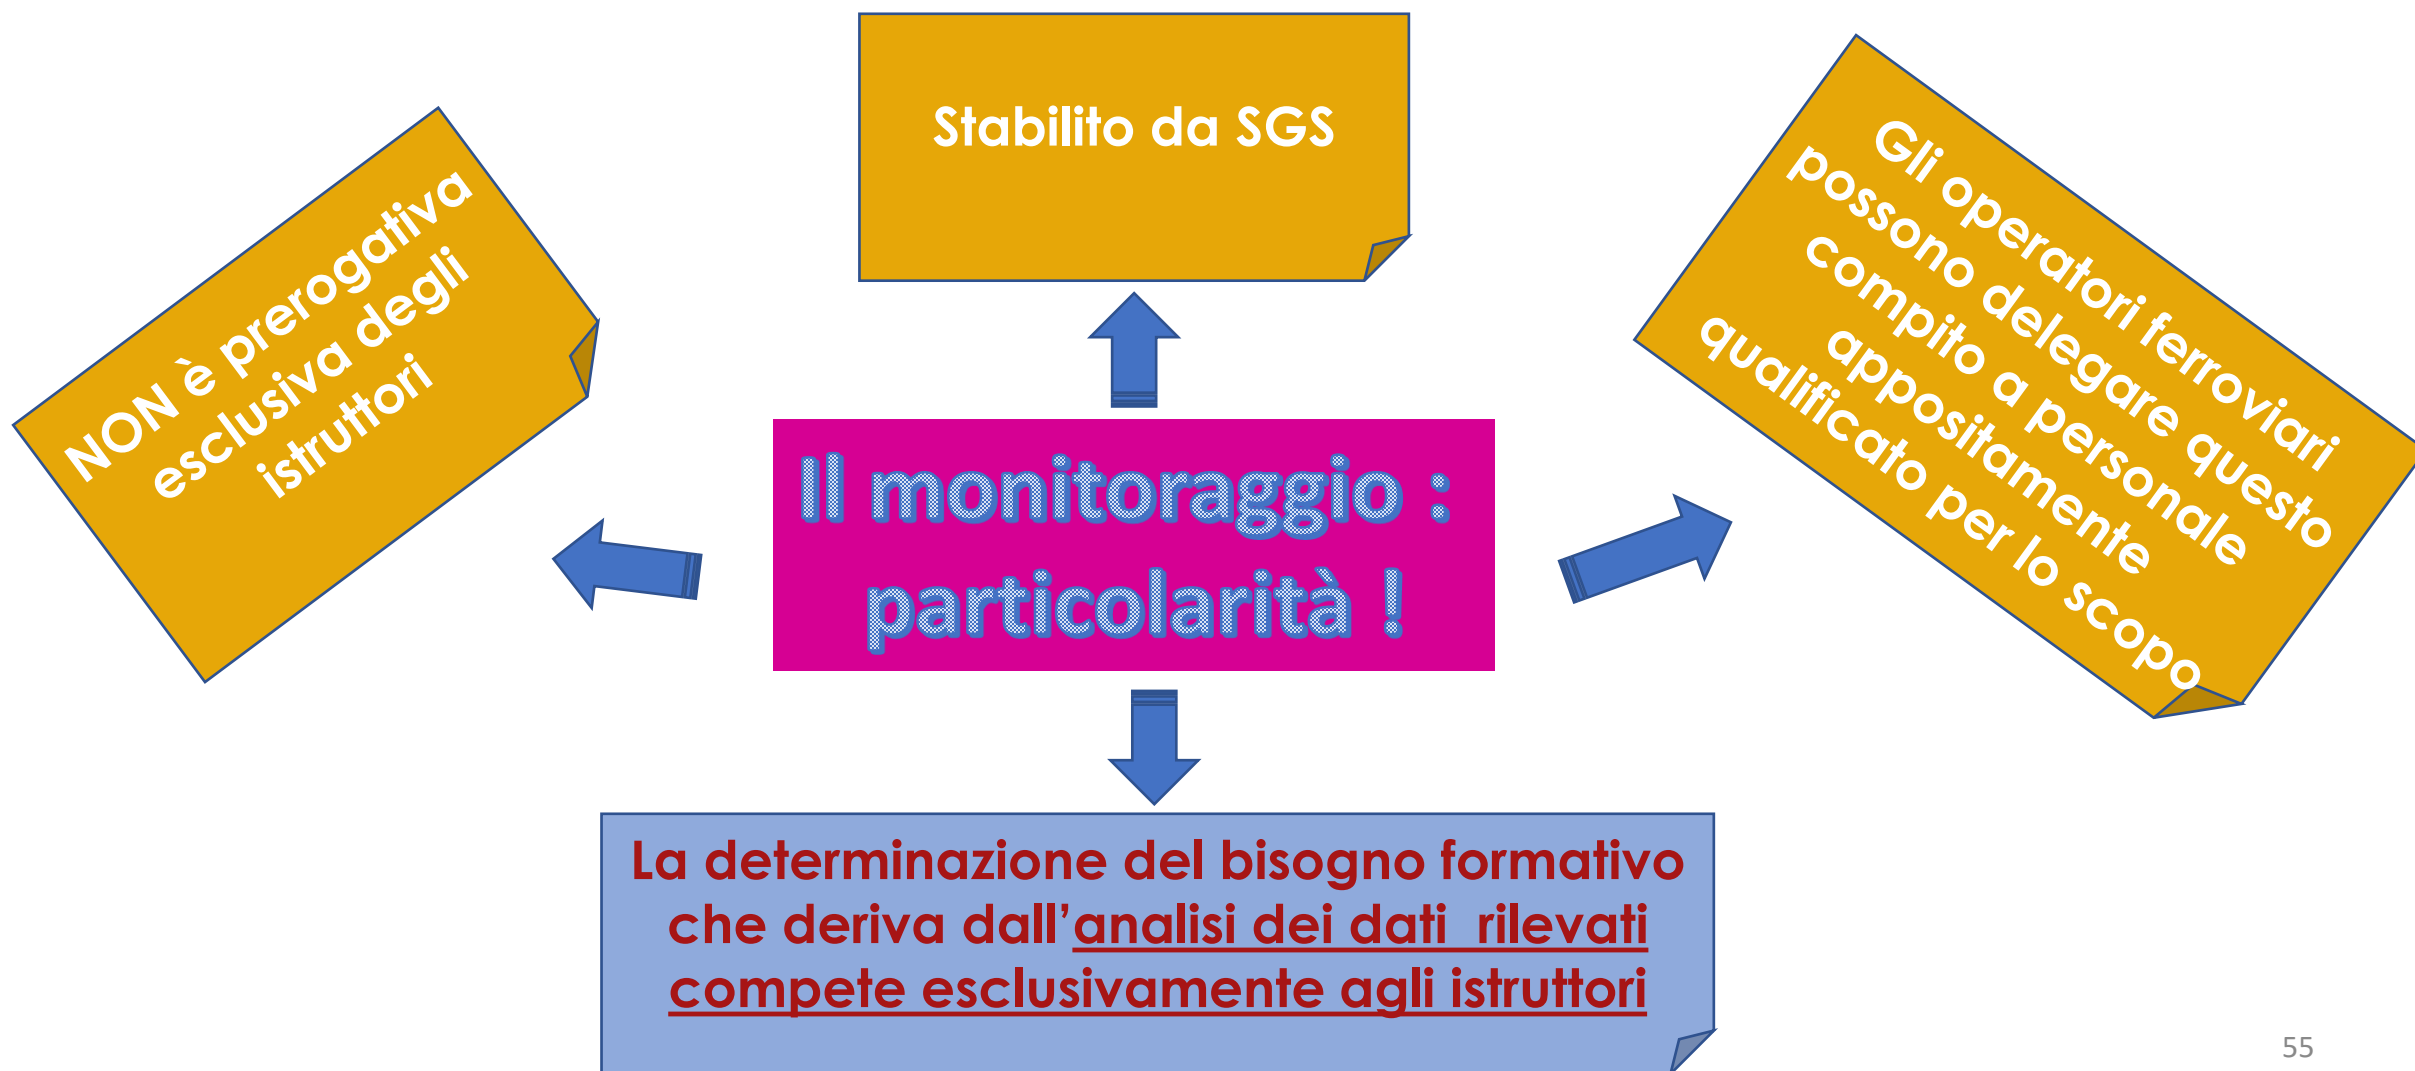 Stabilito da SGS
NON è prerogativa
esclusiva degli
istruttori
Gli operatori ferroviari
possono delegare questo
compito a personale
appositamente
qualificato per lo scopo
Il monitoraggio :
particolarità !
La determinazione del bisogno formativo
che deriva dall’analisi dei dati  rilevati
compete esclusivamente agli istruttori
55